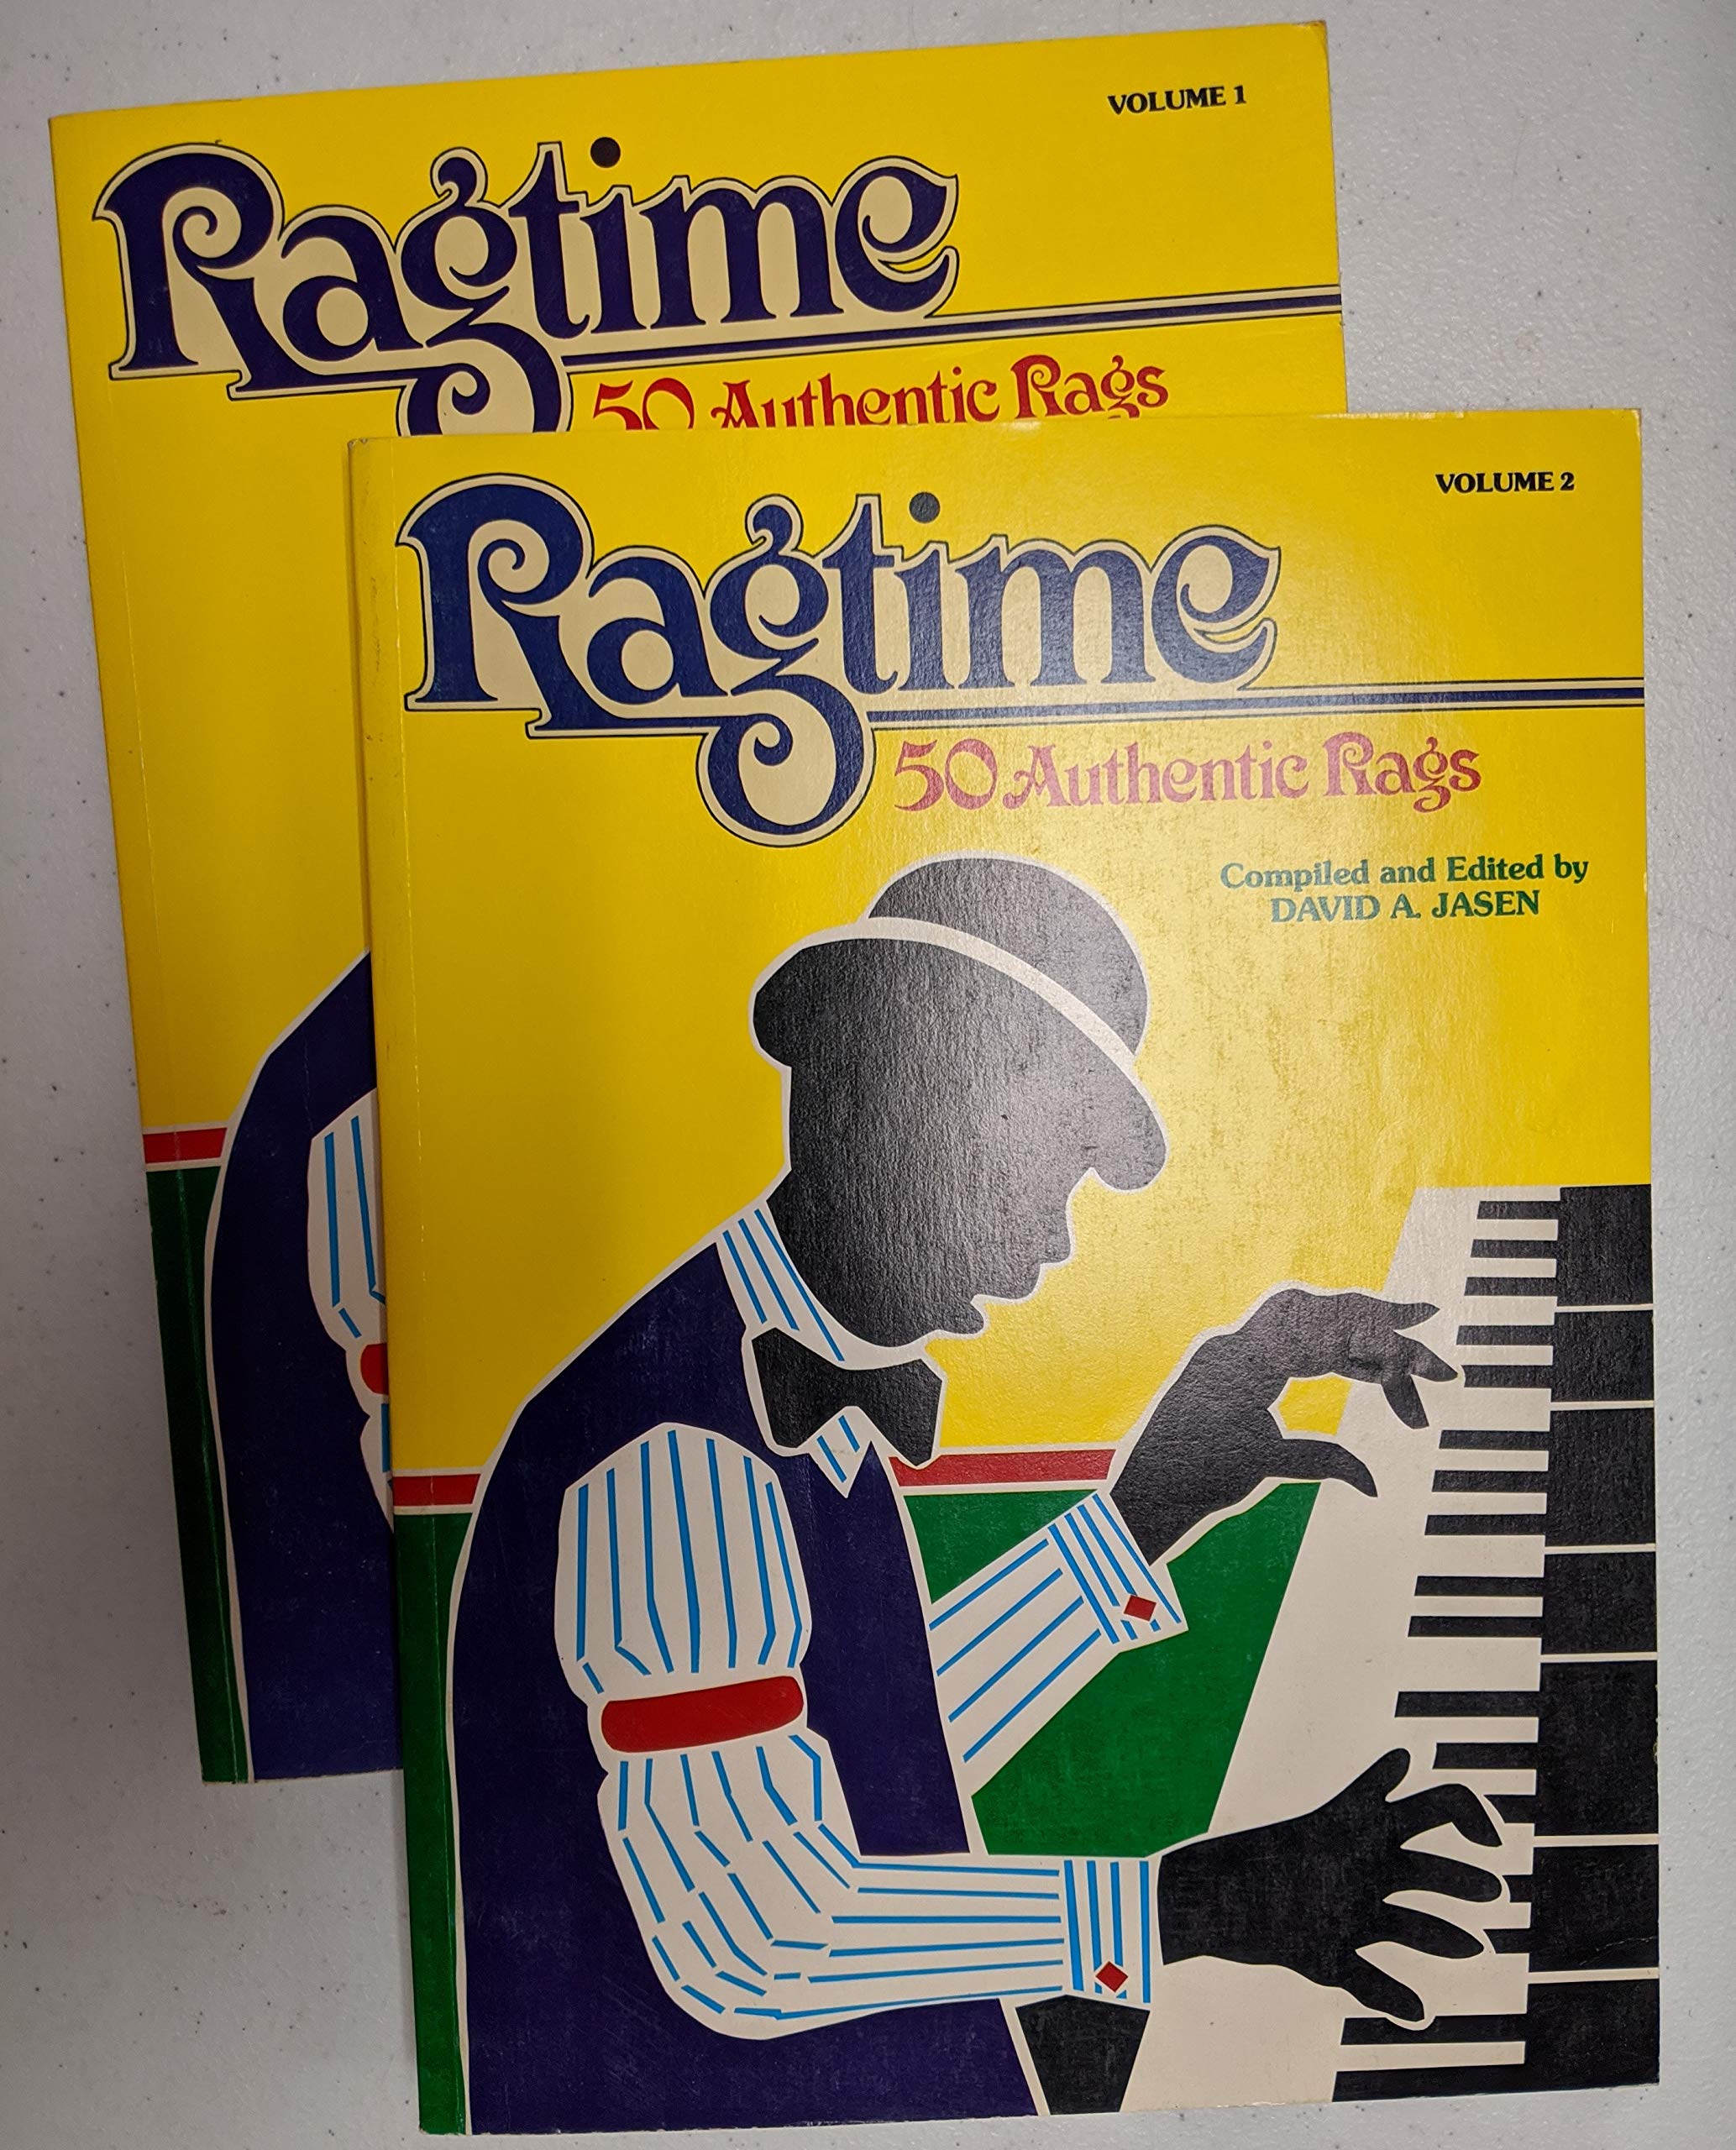 VOLUME 1
Ragtime
50 Authentic Rags
VOLUME 2
Ragtime
50 Authentic Rags
Compiled and Edited by
DAVID A. JASEN